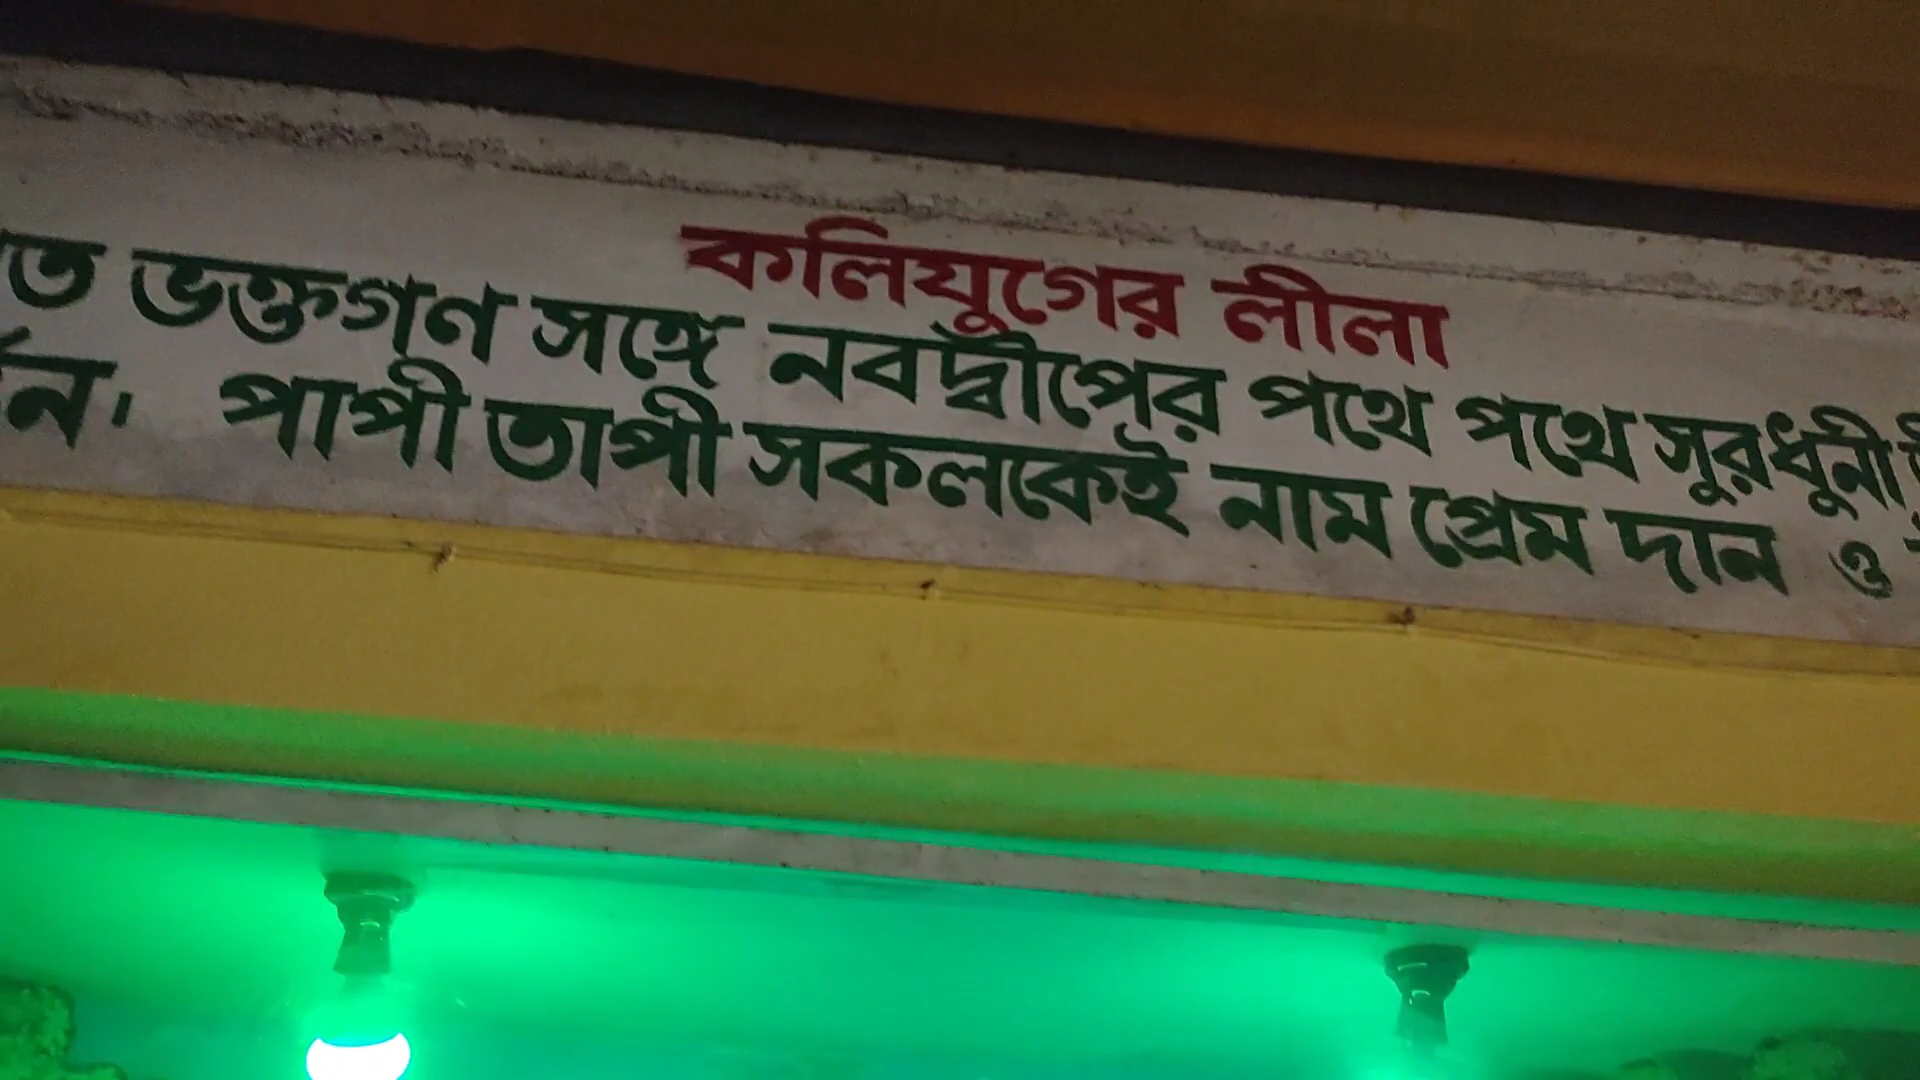 কলিযুগের লীলা
ভক্তগণ সঙ্গে নবদ্বীপের পথে পথে সুরধুনী
পাপী তাপী সকলকেই নাম প্রেম দান ও